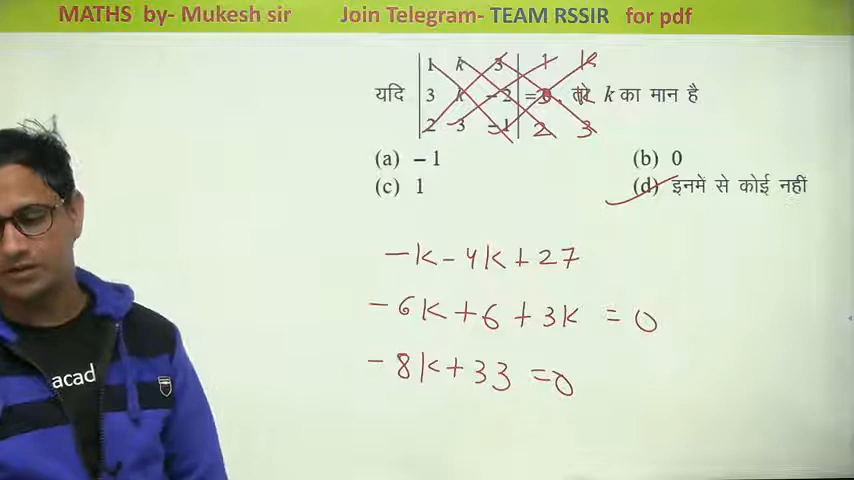 MATHS by- Mukesh sir Join Telegram- TEAM RSSIR for pdf
1 k 3 1 k
यदि 3 k - 2 = 3 k का मान है
2 3 - 1 2 3
(a) – 1 (b) 0
(c) 1 (d) इनमें से कोई नहीं
-k - 4k + 27
- 6k + 6 + 3k = 0
- 8k + 33 = 0
acad